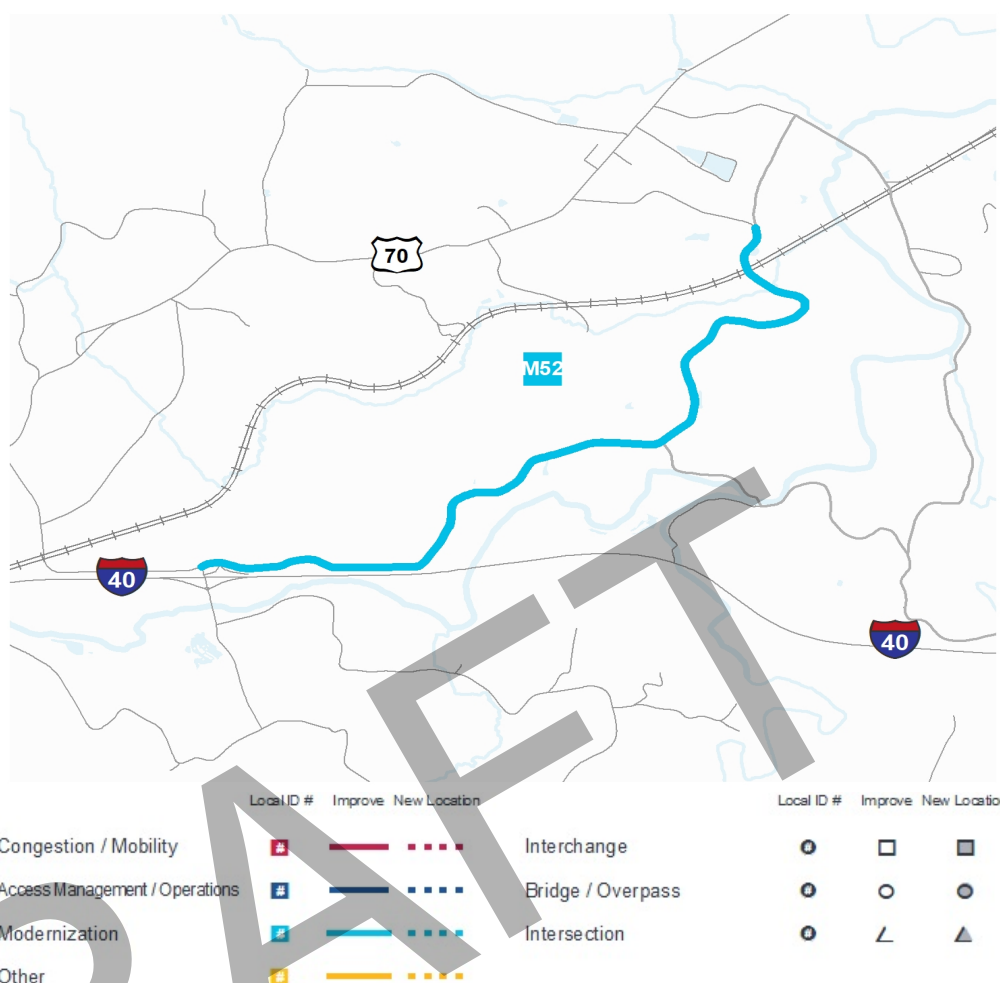 70
M52
40
40
DRAFT
Local ID # Improve New Location Local ID # Improve New Locatio
Congestion / Mobility # Interchange #
Access Management / Operations # Bridge / Overpass #
Modernization # Intersection #
Other #